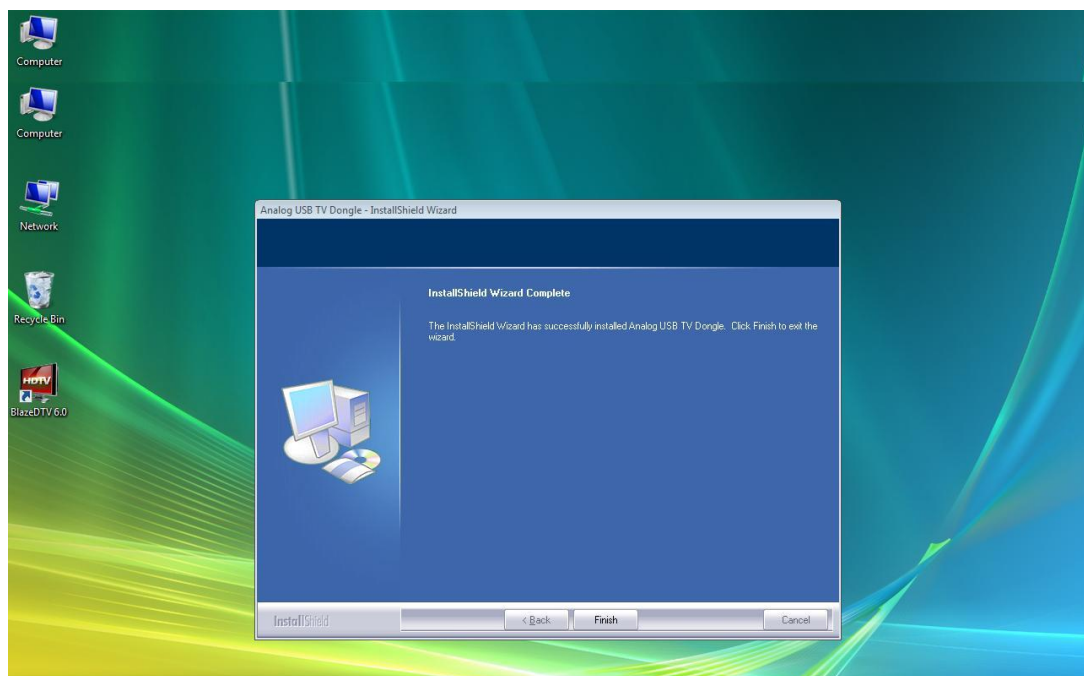 Computer
Computer
Network
Recycle Bin
HDTV
BlazeDTV 6.0
Analog USB TV Dongle - InstallShield Wizard
InstallShield Wizard Complete
The InstallShield Wizard has successfully installed Analog USB TV Dongle. Click Finish to exit the
wizard.
InstallShield
< Back Finish Cancel